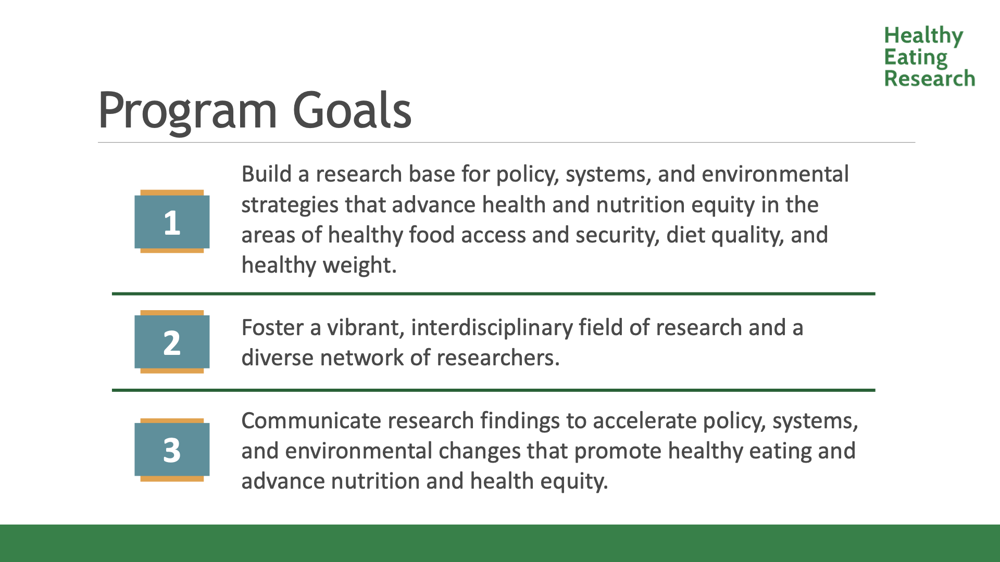 Healthy
Eating
Research
Program Goals
1
Build a research base for policy, systems, and environmental
strategies that advance health and nutrition equity in the
areas of healthy food access and security, diet quality, and
healthy weight.
2
Foster a vibrant, interdisciplinary field of research and a
diverse network of researchers.
3
Communicate research findings to accelerate policy, systems,
and environmental changes that promote healthy eating and
advance nutrition and health equity.